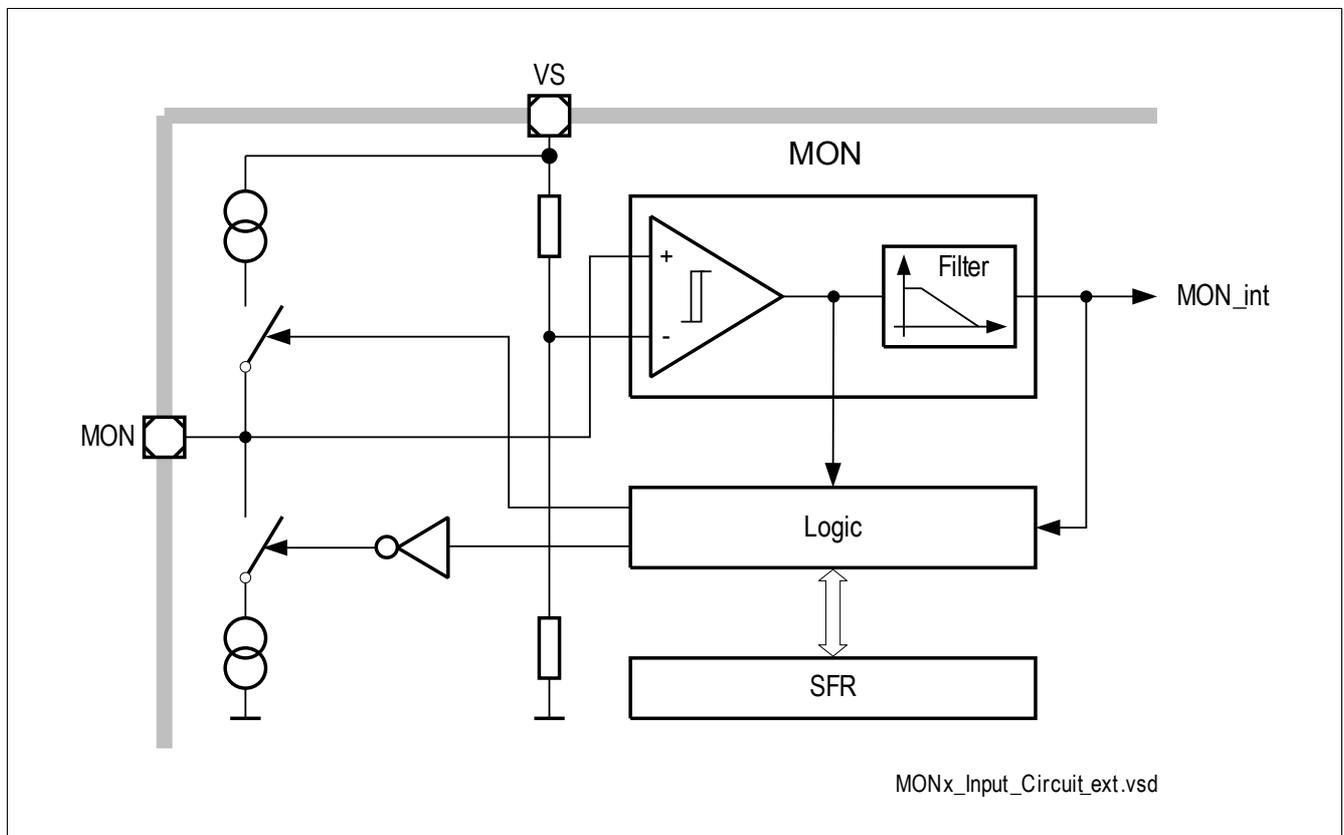 VS
MON
+
-
Filter
MON_int
MON
Logic
SFR
MONx_Input_Circuit_ext.vsd